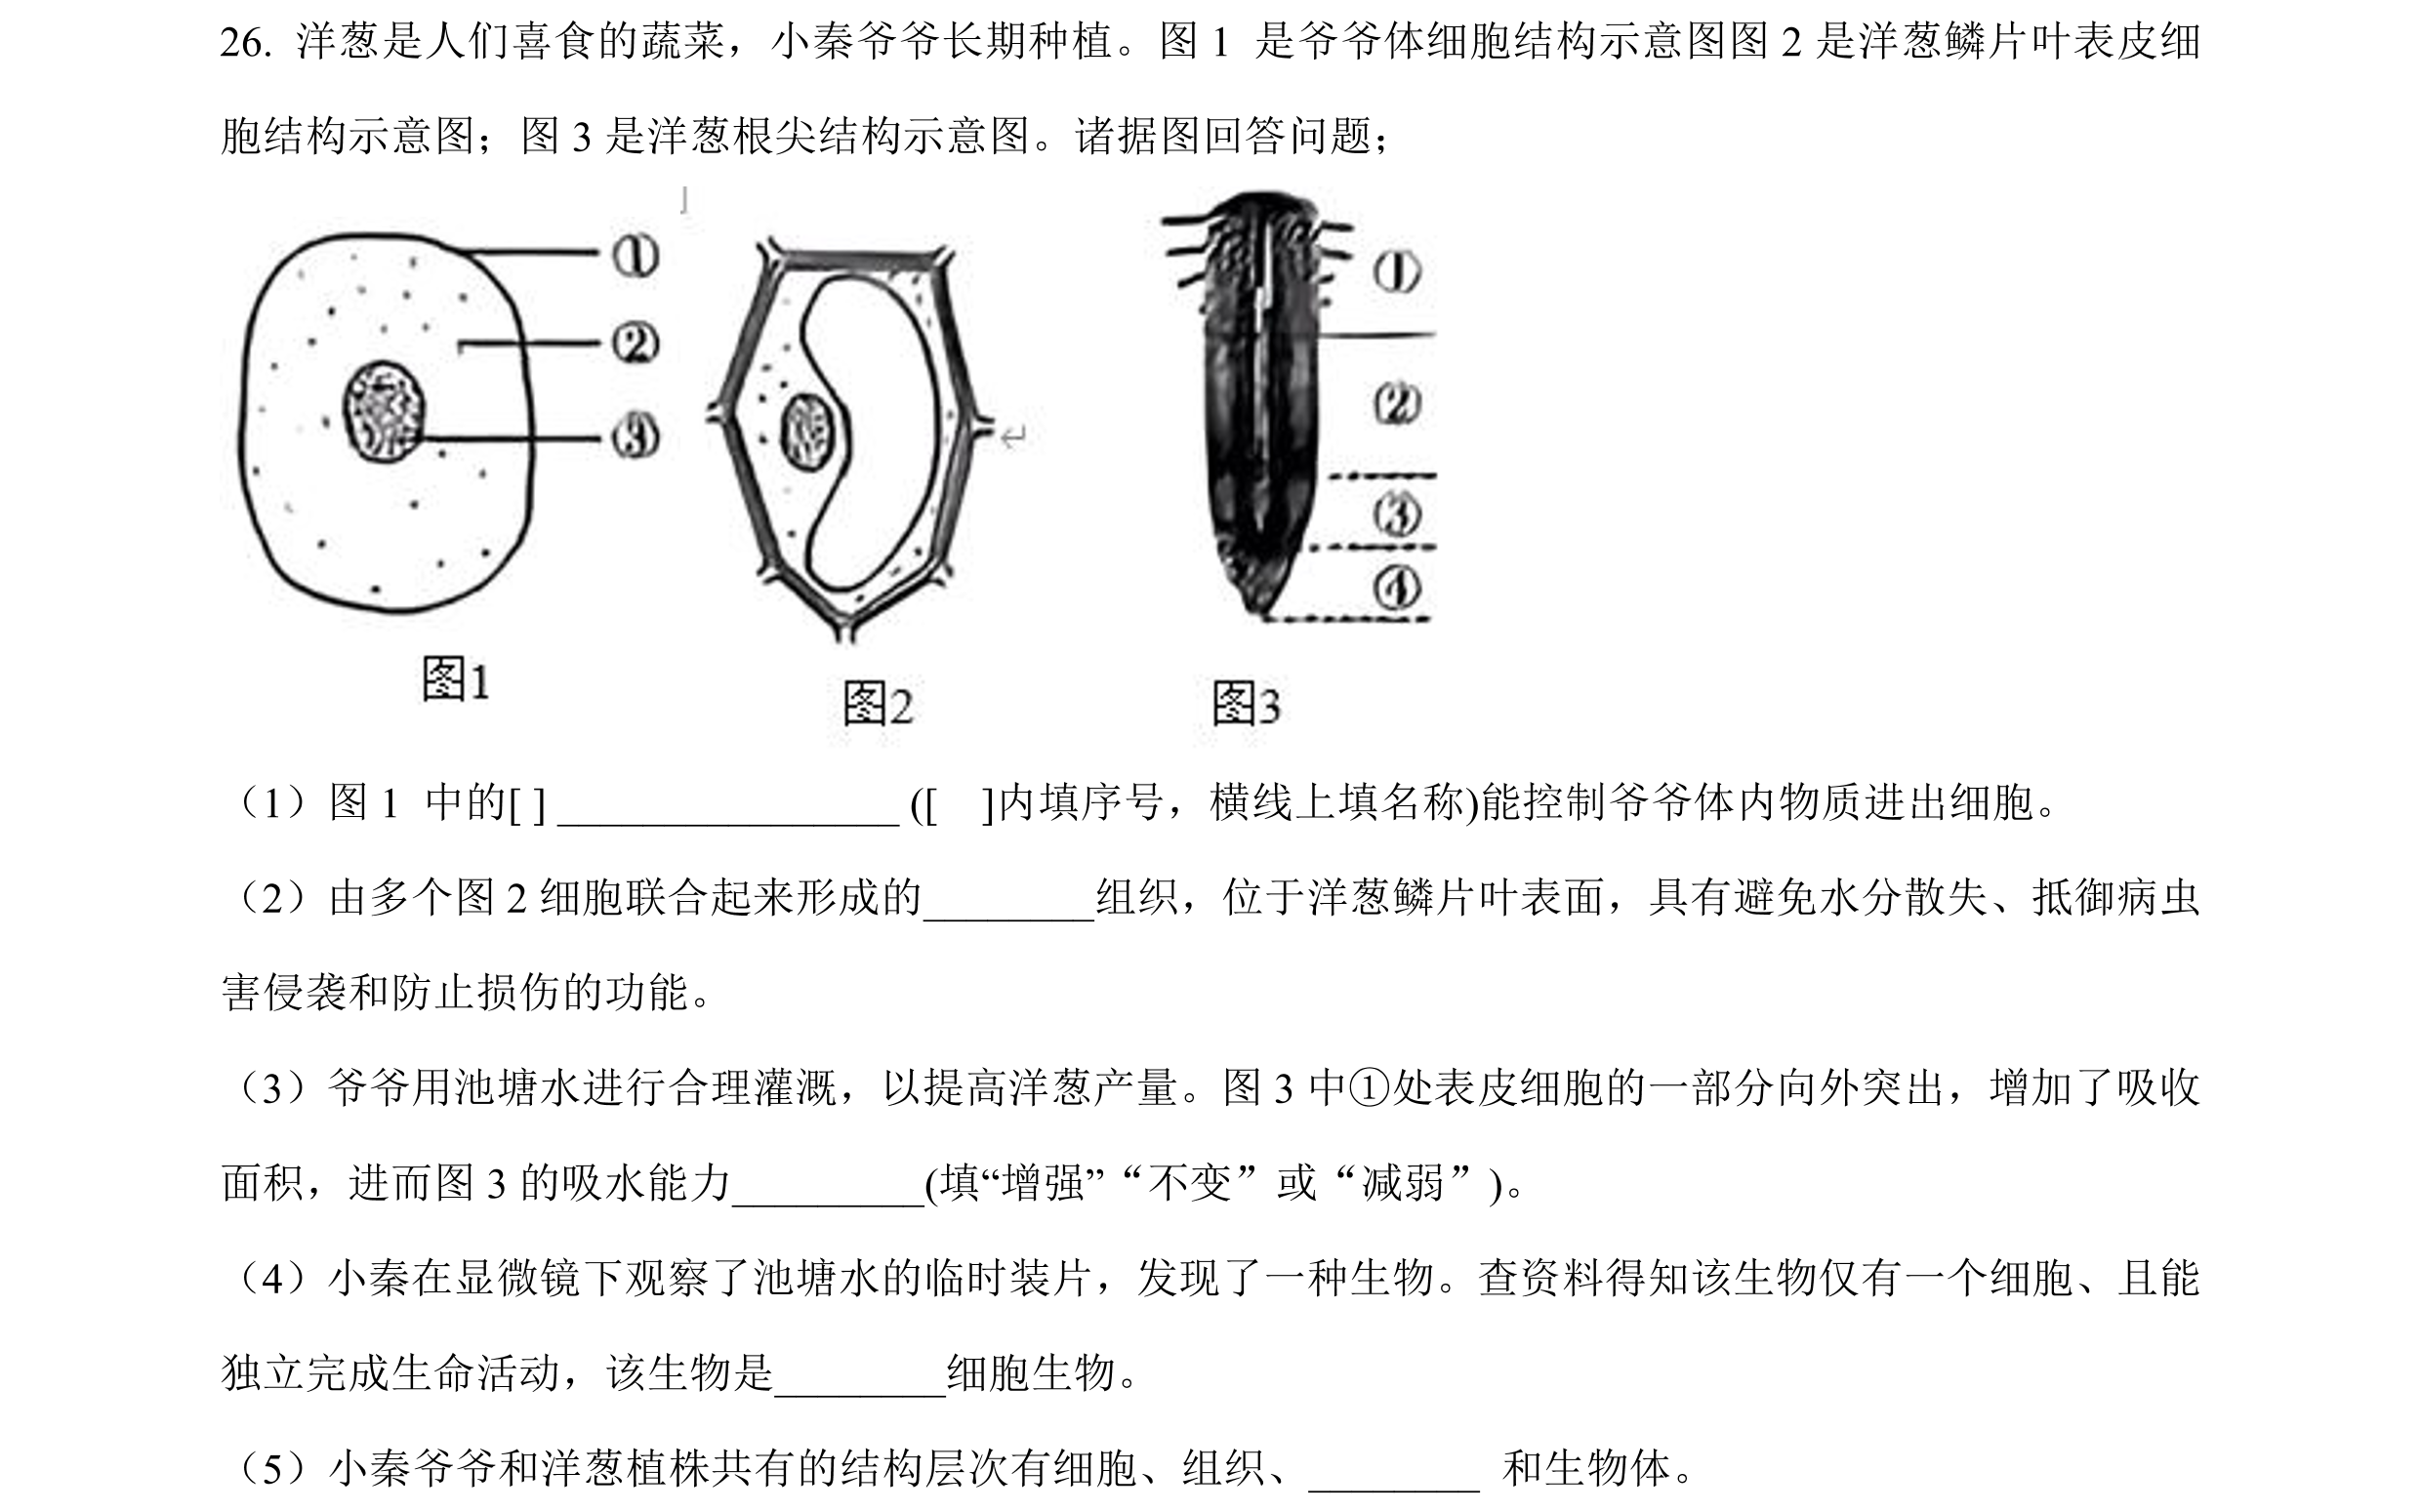 26. 洋葱是人们喜食的蔬菜，小秦爷爷长期种植。图 1 是爷爷体细胞结构示意图图 2 是洋葱鳞片叶表皮细
胞结构示意图；图 3 是洋葱根尖结构示意图。诸据图回答问题；
①
②
③
图1
图2
①
②
③
④
图3
（1）图 1 中的[ ] ________________ ([ ]内填序号，横线上填名称)能控制爷爷体内物质进出细胞。
（2）由多个图 2 细胞联合起来形成的________组织，位于洋葱鳞片叶表面，具有避免水分散失、抵御病虫
害侵袭和防止损伤的功能。
（3）爷爷用池塘水进行合理灌溉，以提高洋葱产量。图 3 中①处表皮细胞的一部分向外突出，增加了吸收
面积，进而图 3 的吸水能力_________(填“增强”“不变”或“减弱”)。
（4）小秦在显微镜下观察了池塘水的临时装片，发现了一种生物。查资料得知该生物仅有一个细胞、且能
独立完成生命活动，该生物是________细胞生物。
（5）小秦爷爷和洋葱植株共有的结构层次有细胞、组织、________ 和生物体。